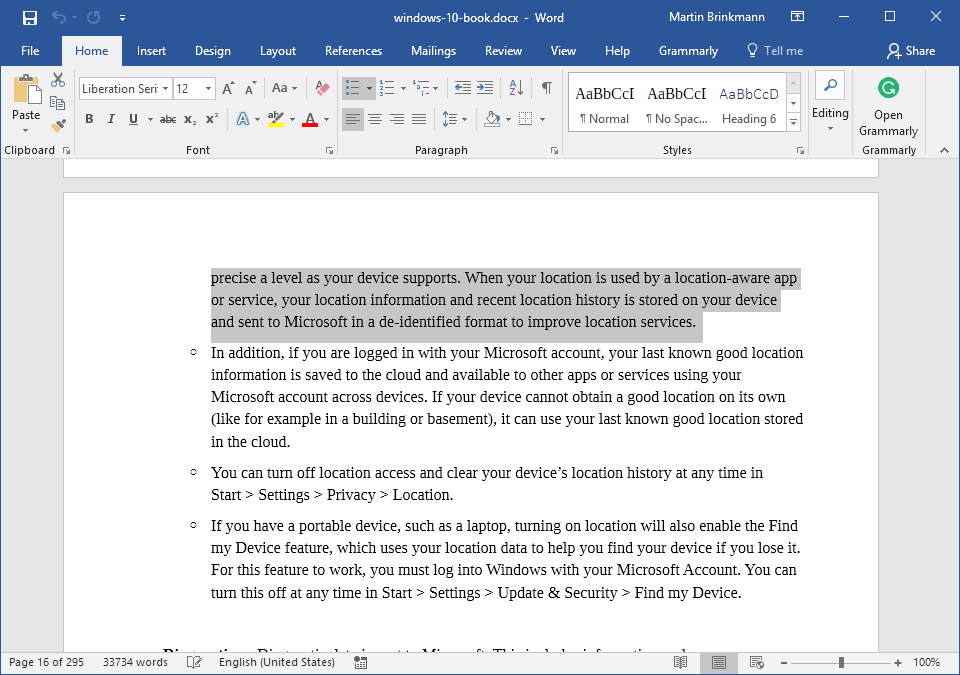 windows-10-book.docx - Word
Martin Brinkmann
File Home Insert Design Layout References Mailings Review View Help Grammarly Tell me Share
Liberation Seri 12 Aa
AaBbCcI AaBbCcI AaBbCcD
Paste
B I U abc x₂ x² A ab A
¶ Normal ¶ No Spac... Heading 6
Editing
Open
Grammarly
Clipboard Font Paragraph Styles Grammarly
precise a level as your device supports. When your location is used by a location-aware app
or service, your location information and recent location history is stored on your device
and sent to Microsoft in a de-identified format to improve location services.
In addition, if you are logged in with your Microsoft account, your last known good location
information is saved to the cloud and available to other apps or services using your
Microsoft account across devices. If your device cannot obtain a good location on its own
(like for example in a building or basement), it can use your last known good location stored
in the cloud.
You can turn off location access and clear your device’s location history at any time in
Start > Settings > Privacy > Location.
If you have a portable device, such as a laptop, turning on location will also enable the Find
my Device feature, which uses your location data to help you find your device if you lose it.
For this feature to work, you must log into Windows with your Microsoft Account. You can
turn this off at any time in Start > Settings > Update & Security > Find my Device.
Page 16 of 295 33734 words English (United States) 100%